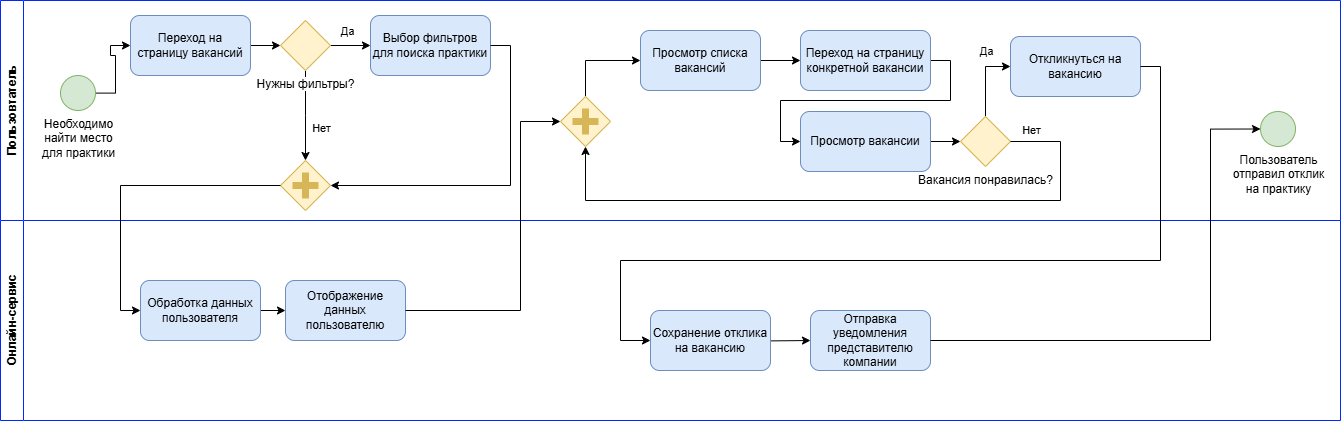 Пользовтатель
Необходимо
найти место
для практики
Переход на
страницу вакансий
Нужны фильтры?
Да
Нет
Выбор фильтров
для поиска практики
Просмотр списка
вакансий
Переход на страницу
конкретной вакансии
Просмотр вакансии
Вакансия понравилась?
Да
Нет
Откликнуться на
вакансию
Пользователь
отправил отклик
на практику
Онлайн-сервис
Обработка данных
пользователя
Отображение
данных
пользователю
Сохранение отклика
на вакансию
Отправка
уведомления
представителю
компании